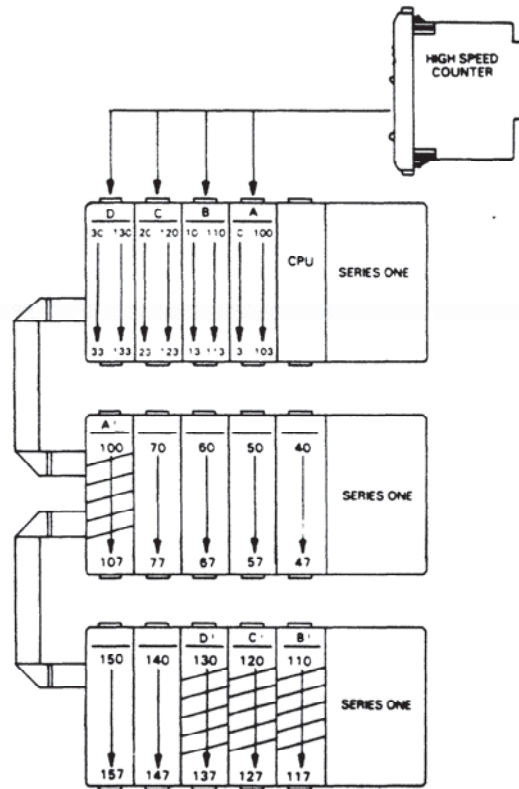 HIGH SPEED
COUNTER
D C B A
30 130 20 120 10 110 0 100
CPU
SERIES ONE
33 133 23 123 13 113 3 103
A'
100 70 60 50 40
SERIES ONE
107 77 67 57 47
D' C' B'
150 140 130 120 110
SERIES ONE
157 147 137 127 117